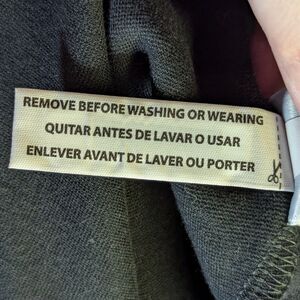 REMOVE BEFORE WASHING OR WEARING
QUITAR ANTES DE LAVAR O USAR
ENLEVER AVANT DE LAVER OU PORTER